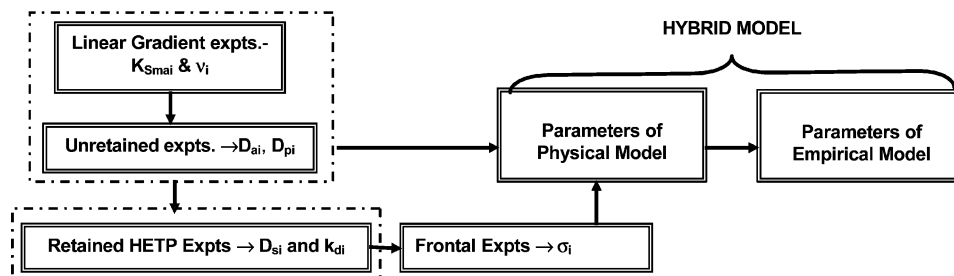 HYBRID MODEL
Linear Gradient expts.-
K_Smai & ν_i
Unretained expts. →D_ai, D_pi
Parameters of
Physical Model
Parameters of
Empirical Model
Retained HETP Expts → D_si and k_di
Frontal Expts → σ_i